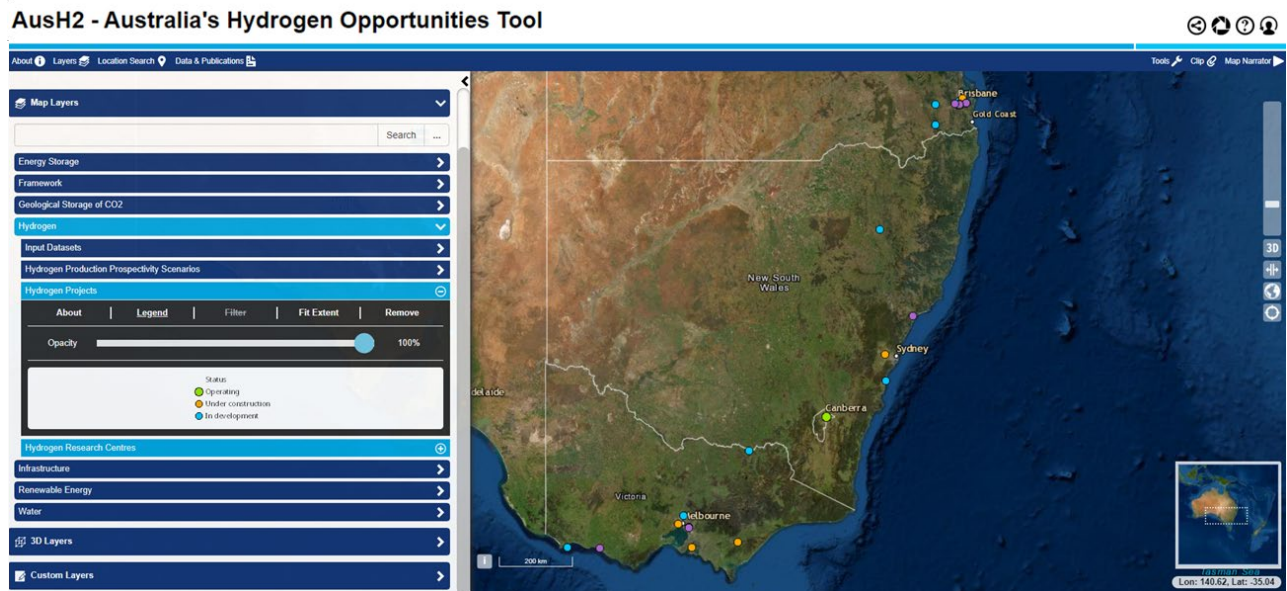 AusH2 - Australia's Hydrogen Opportunities Tool
About Layers Location Search Data & Publications Tools Clip Map Narrator
Map Layers
Search ...
Energy Storage
Framework
Geological Storage of CO2
Hydrogen
Input Datasets
Hydrogen Production Prospectivity Scenarios
Hydrogen Projects
About | Legend | Filter | Fit Extent | Remove
Opacity 100%
Status
Operating
Under construction
In development
Hydrogen Research Centres
Infrastructure
Renewable Energy
Water
3D Layers
Custom Layers
Brisbane
Gold Coast
New South
Wales
Sydney
delaide
Canberra
Victoria
Melbourne
200 km
3D
Tasman Sea
Lon: 140.62, Lat: -35.04